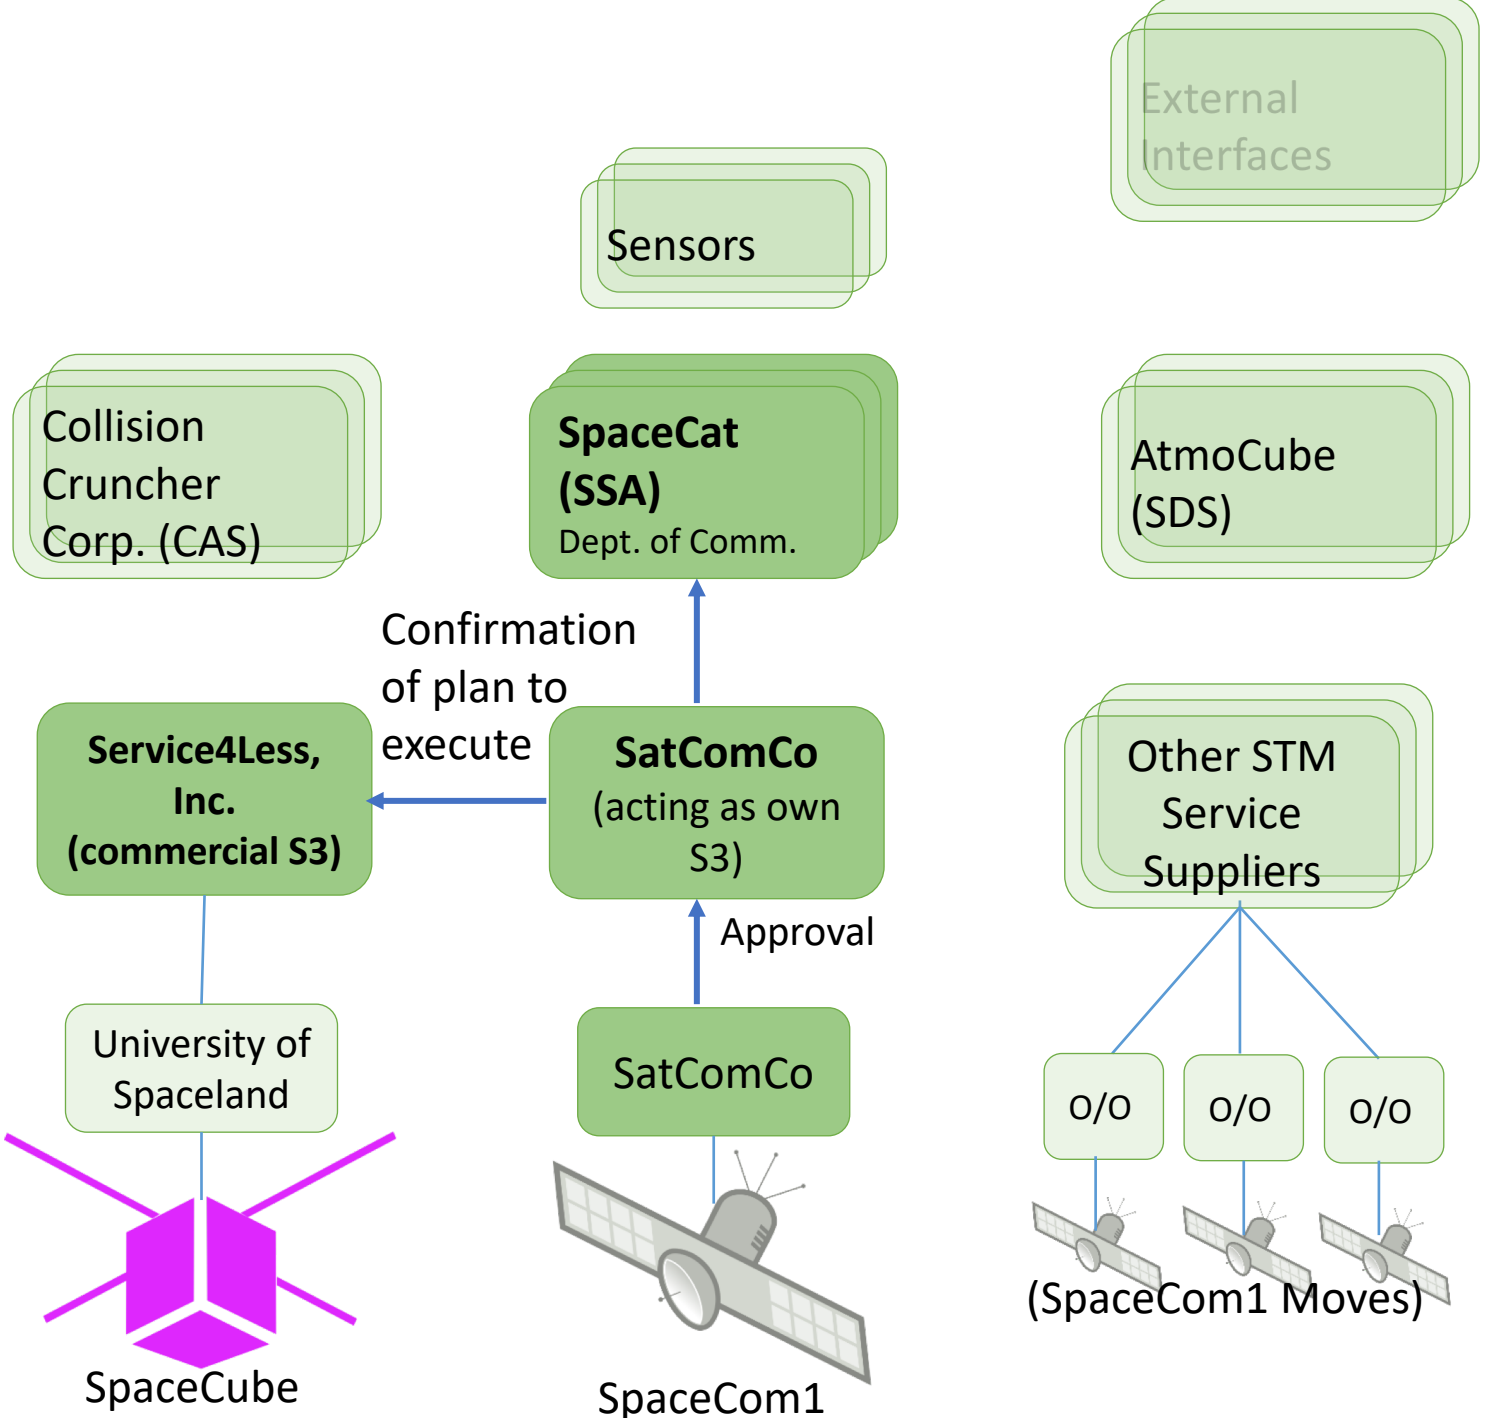 External
Interfaces
Sensors
Collision
Cruncher
Corp. (CAS)
SpaceCat
(SSA)
Dept. of Comm.
AtmoCube
(SDS)
Confirmation
of plan to
execute
Service4Less,
Inc.
(commercial S3)
SatComCo
(acting as own
S3)
Other STM
Service
Suppliers
Approval
University of
Spaceland
SatComCo
O/O
O/O
O/O
(SpaceCom1 Moves)
SpaceCube
SpaceCom1